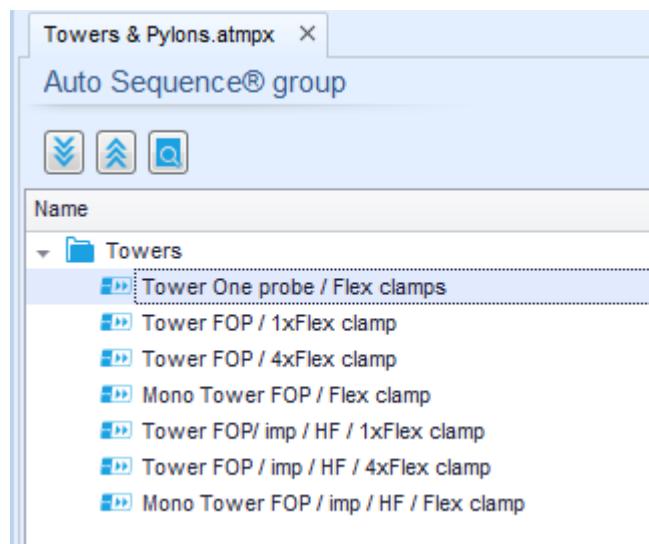 Towers & Pylons.atmpx
Auto Sequence® group
Name
Towers
Tower One probe / Flex clamps
Tower FOP / 1xFlex clamp
Tower FOP / 4xFlex clamp
Mono Tower FOP / Flex clamp
Tower FOP/ imp / HF / 1xFlex clamp
Tower FOP / imp / HF / 4xFlex clamp
Mono Tower FOP / imp / HF / Flex clamp